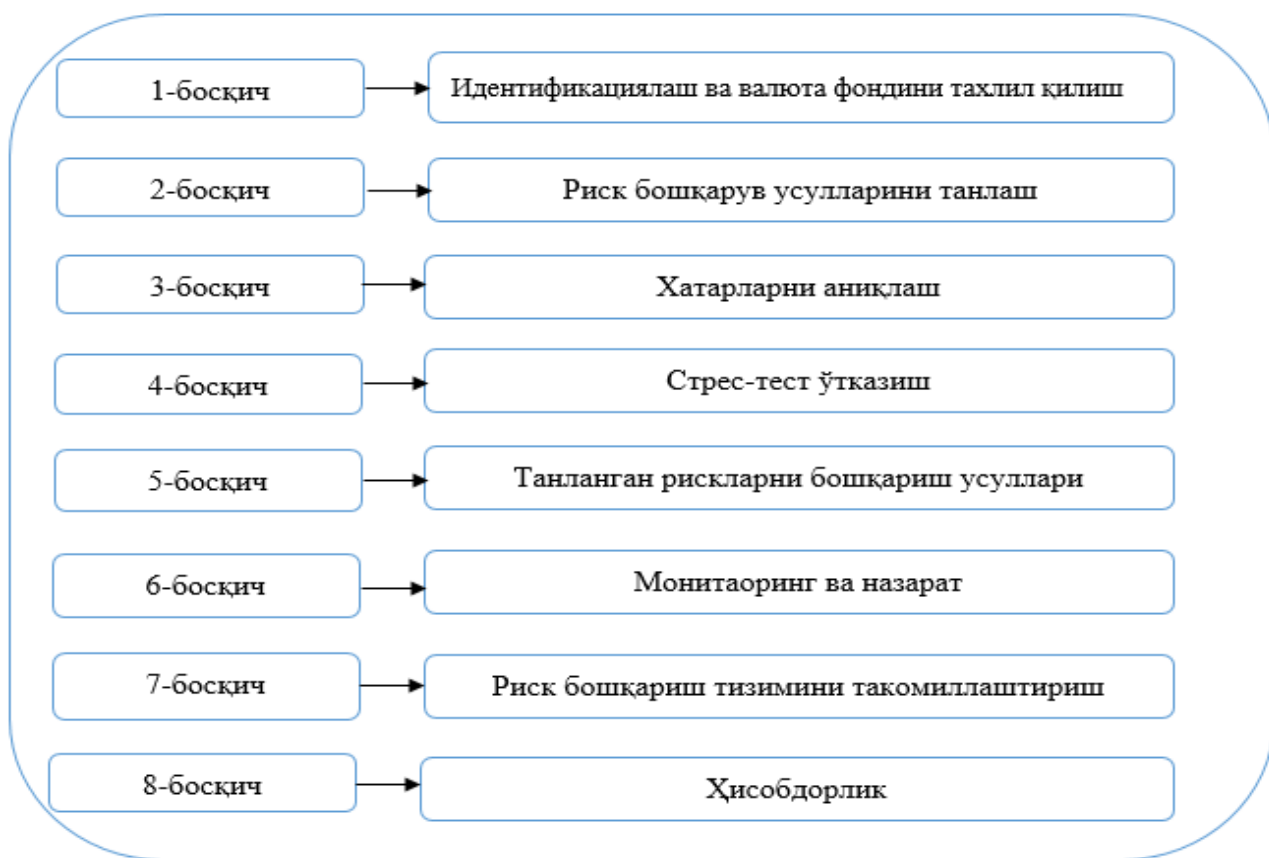 1-босқич
Идентификациялаш ва валюта фондини тахлил қилиш
2-босқич
Риск бошқарув усулларини танлаш
3-босқич
Хатарларни аниқлаш
4-босқич
Стрес-тест ўтказиш
5-босқич
Танланган рискларни бошқариш усуллари
6-босқич
Монитаоринг ва назарат
7-босқич
Риск бошқариш тизимини такомиллаштириш
8-босқич
Ҳисобдорлик